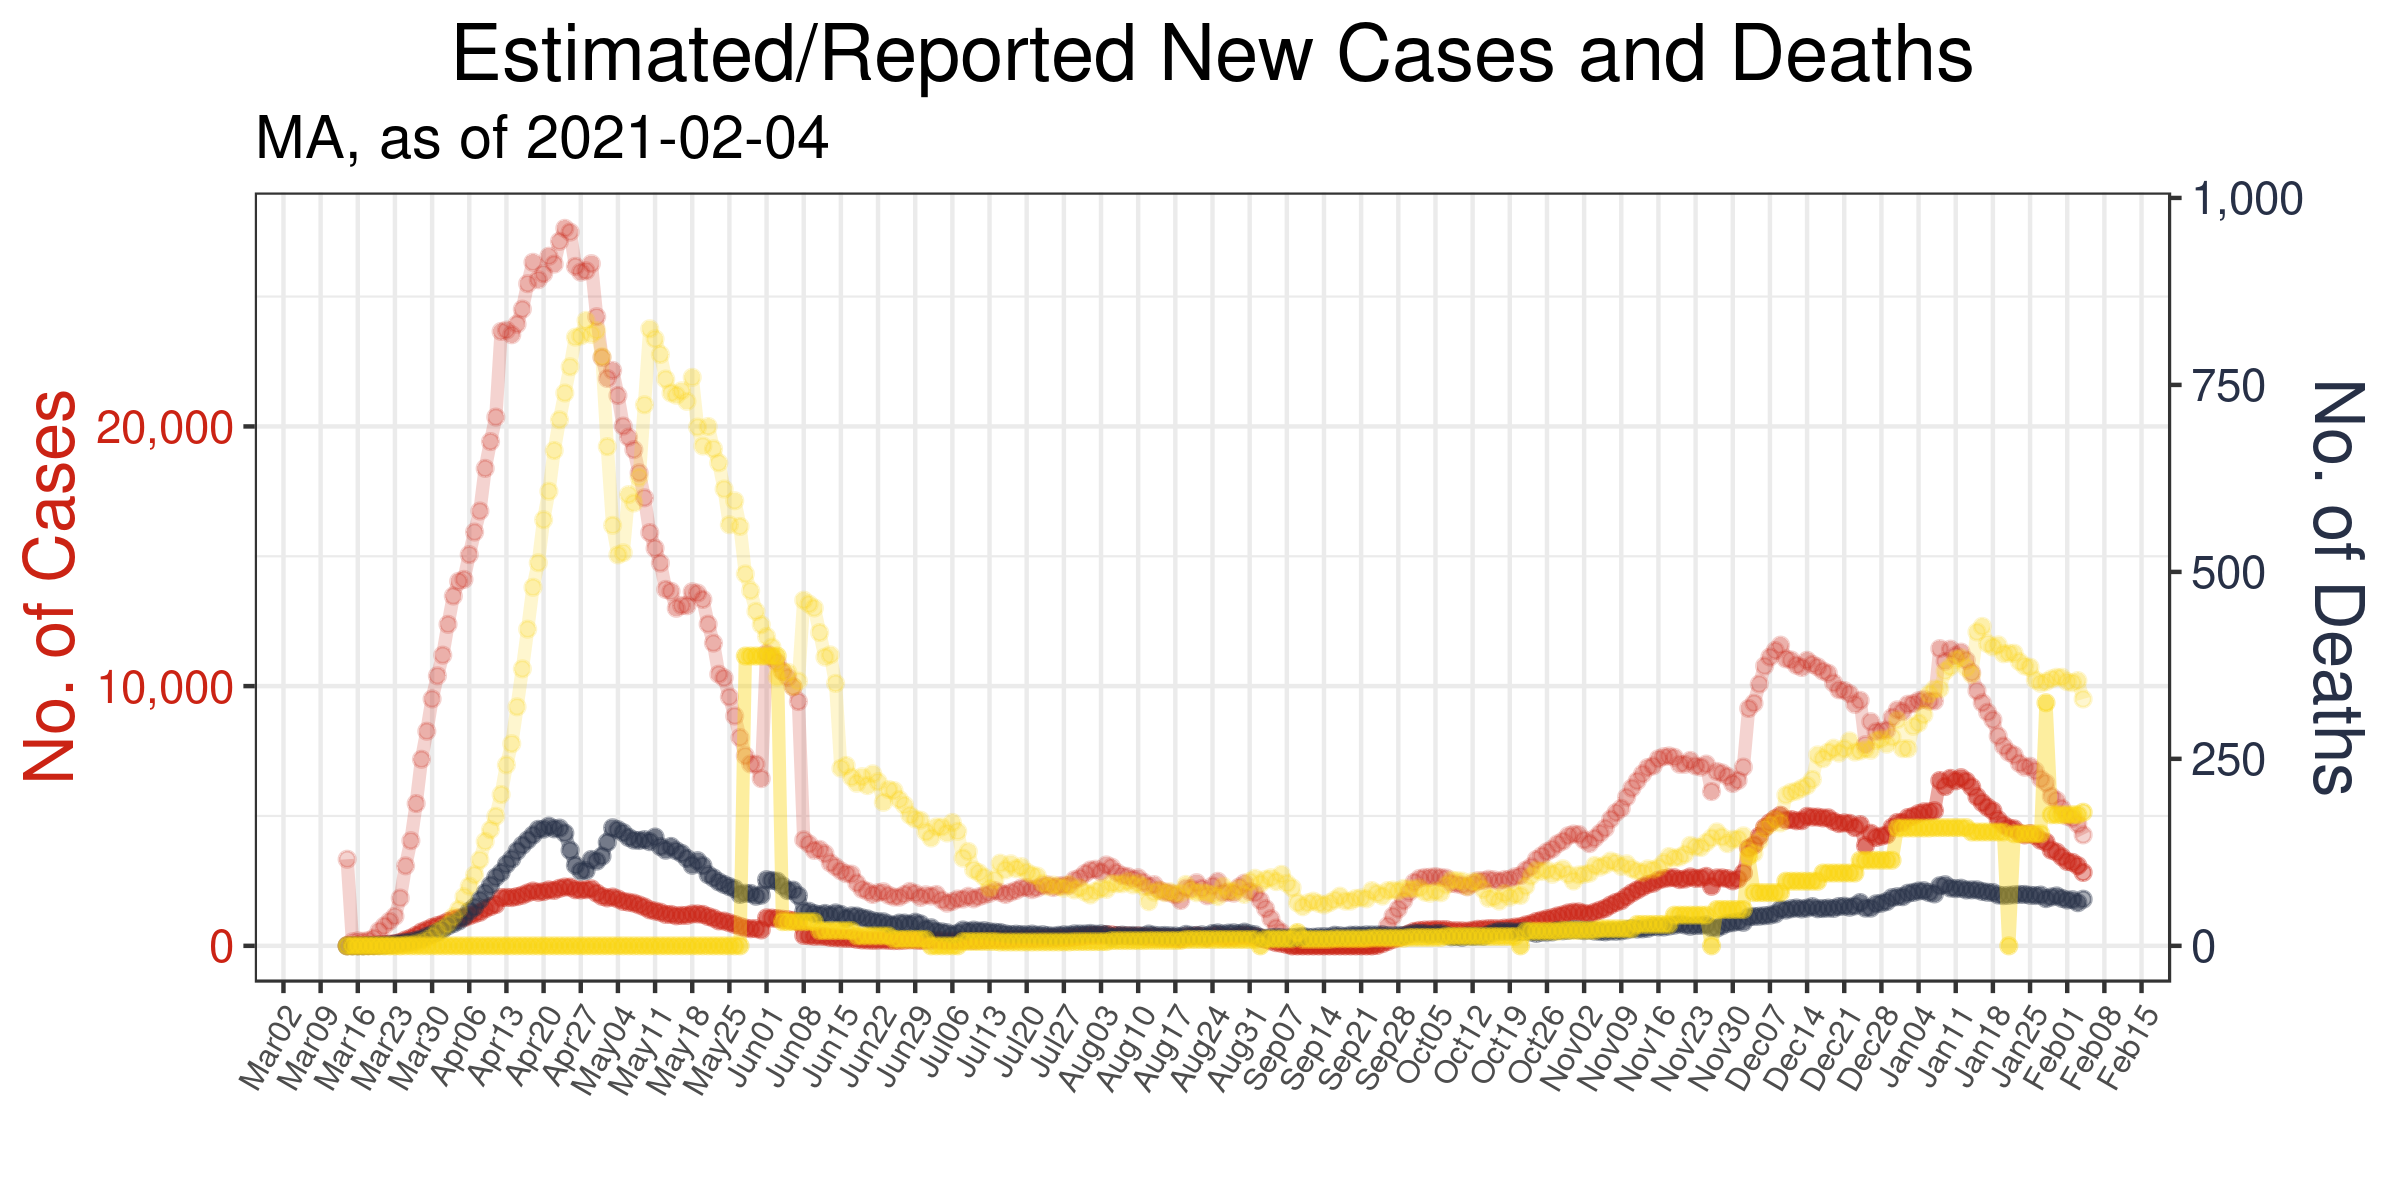 Estimated/Reported New Cases and Deaths
MA, as of 2021-02-04
No. of Cases
20,000
10,000
0
1,000
750
500
250
0
No. of Deaths
Mar02 Mar09 Mar16 Mar23 Mar30 Apr06 Apr13 Apr20 Apr27 May04 May11 May18 May25 Jun01 Jun08 Jun15 Jun22 Jun29 Jul06 Jul13 Jul20 Jul27 Aug03 Aug10 Aug17 Aug24 Aug31 Sep07 Sep14 Sep21 Sep28 Oct05 Oct12 Oct19 Oct26 Nov02 Nov09 Nov16 Nov23 Nov30 Dec07 Dec14 Dec21 Dec28 Jan04 Jan11 Jan18 Jan25 Feb01 Feb08 Feb15